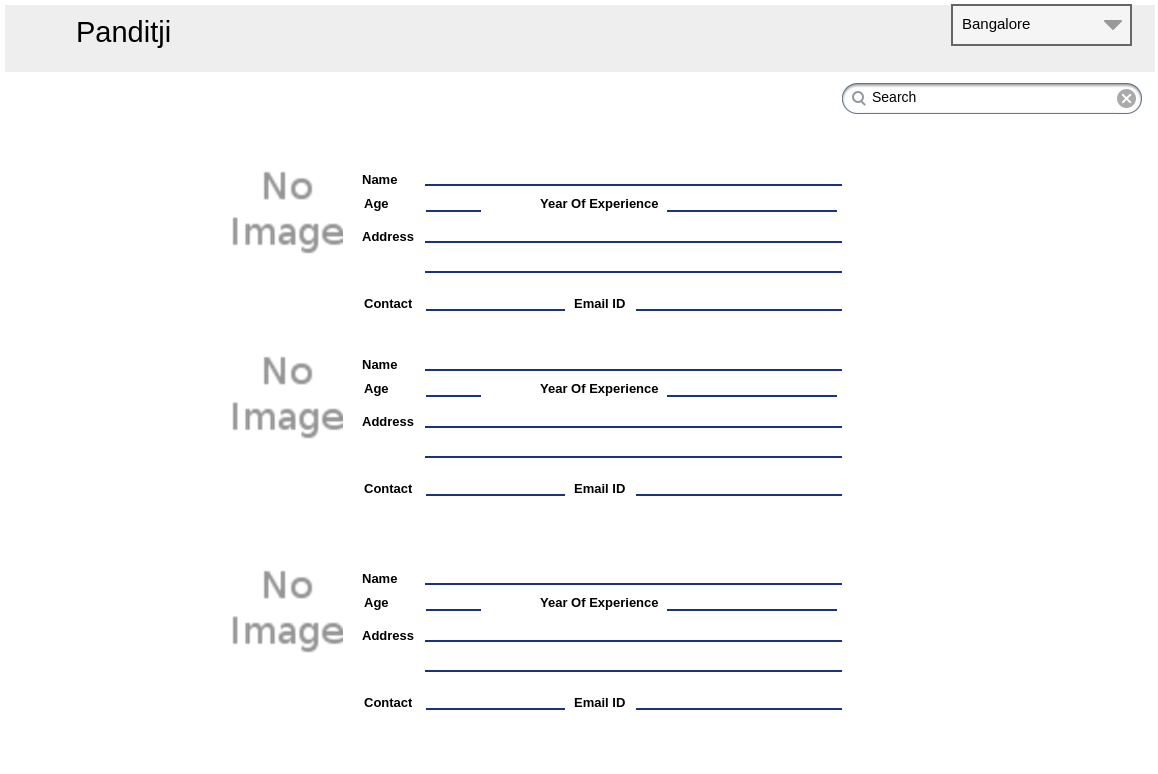 Panditji
Bangalore
Search
No
Image
Name
Age Year Of Experience
Address
Contact Email ID
No
Image
Name
Age Year Of Experience
Address
Contact Email ID
No
Image
Name
Age Year Of Experience
Address
Contact Email ID